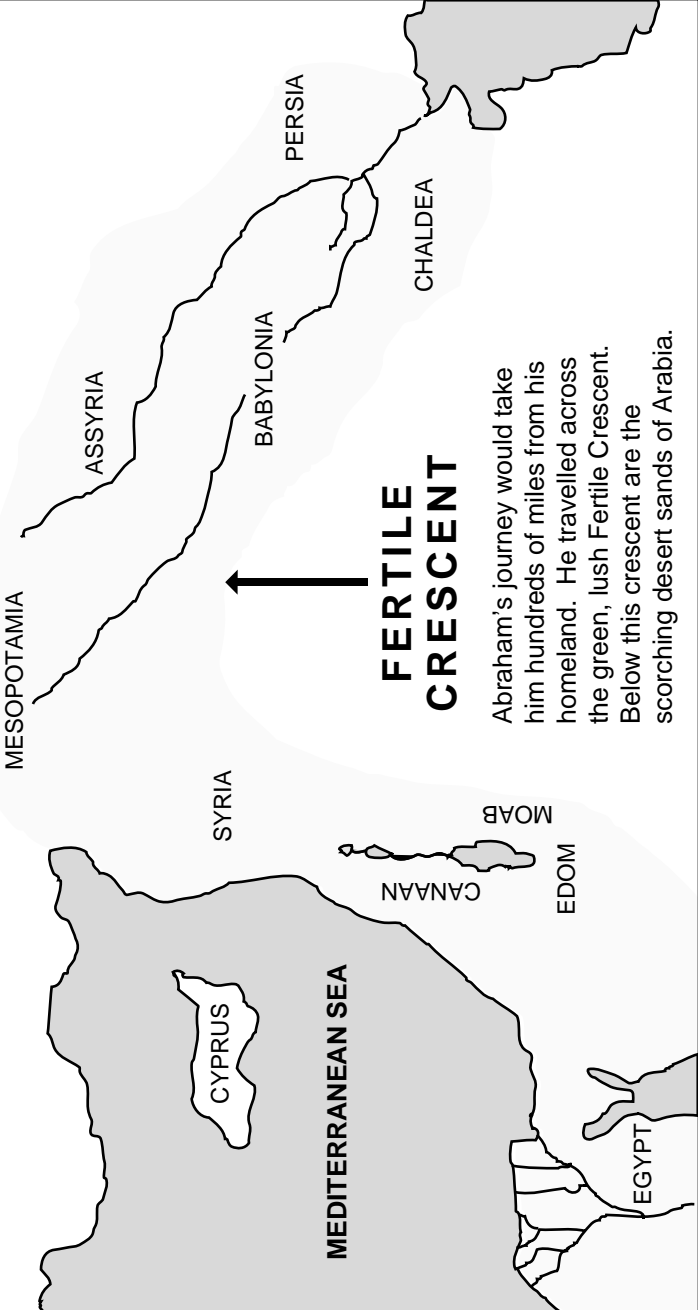 MESOPOTAMIA
ASSYRIA
PERSIA
SYRIA
BABYLONIA
CYPRUS
MEDITERRANEAN SEA
CANAAN
MOAB
EDOM
EGYPT
CHALDEA
FERTILE
CRESCENT
Abraham’s journey would take
him hundreds of miles from his
homeland. He travelled across
the green, lush Fertile Crescent.
Below this crescent are the
scorching desert sands of Arabia.